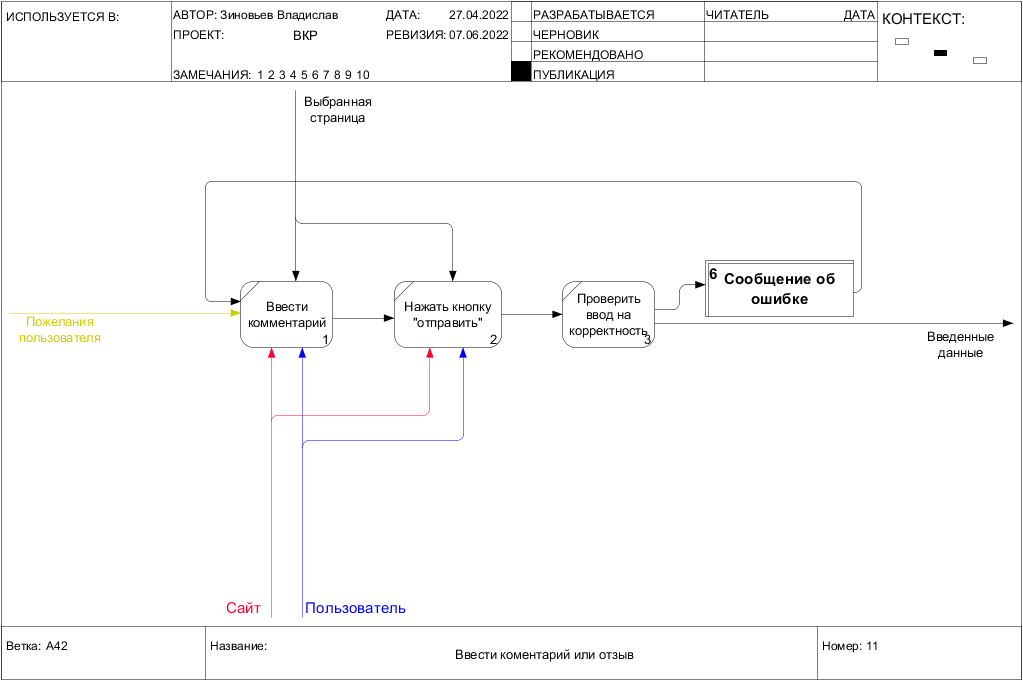 ИСПОЛЬЗУЕТСЯ В:
АВТОР: Зиновьев Владислав
ДАТА: 27.04.2022
ПРОЕКТ: ВКР
РЕВИЗИЯ: 07.06.2022
ЗАМЕЧАНИЯ: 1 2 3 4 5 6 7 8 9 10
РАЗРАБАТЫВАЕТСЯ
ЧЕРНОВИК
РЕКОМЕНДОВАНО
ПУБЛИКАЦИЯ
ЧИТАТЕЛЬ ДАТА
КОНТЕКСТ:
Выбранная
страница
Пожелания
пользователя
Ввести
комментарий
1
Нажать кнопку
"отправить"
2
Проверить
ввод на
корректность
3
6 Сообщение об
ошибке
Введенные
данные
Сайт
Пользователь
Ветка: A42
Название:
Ввести коментарий или отзыв
Номер: 11